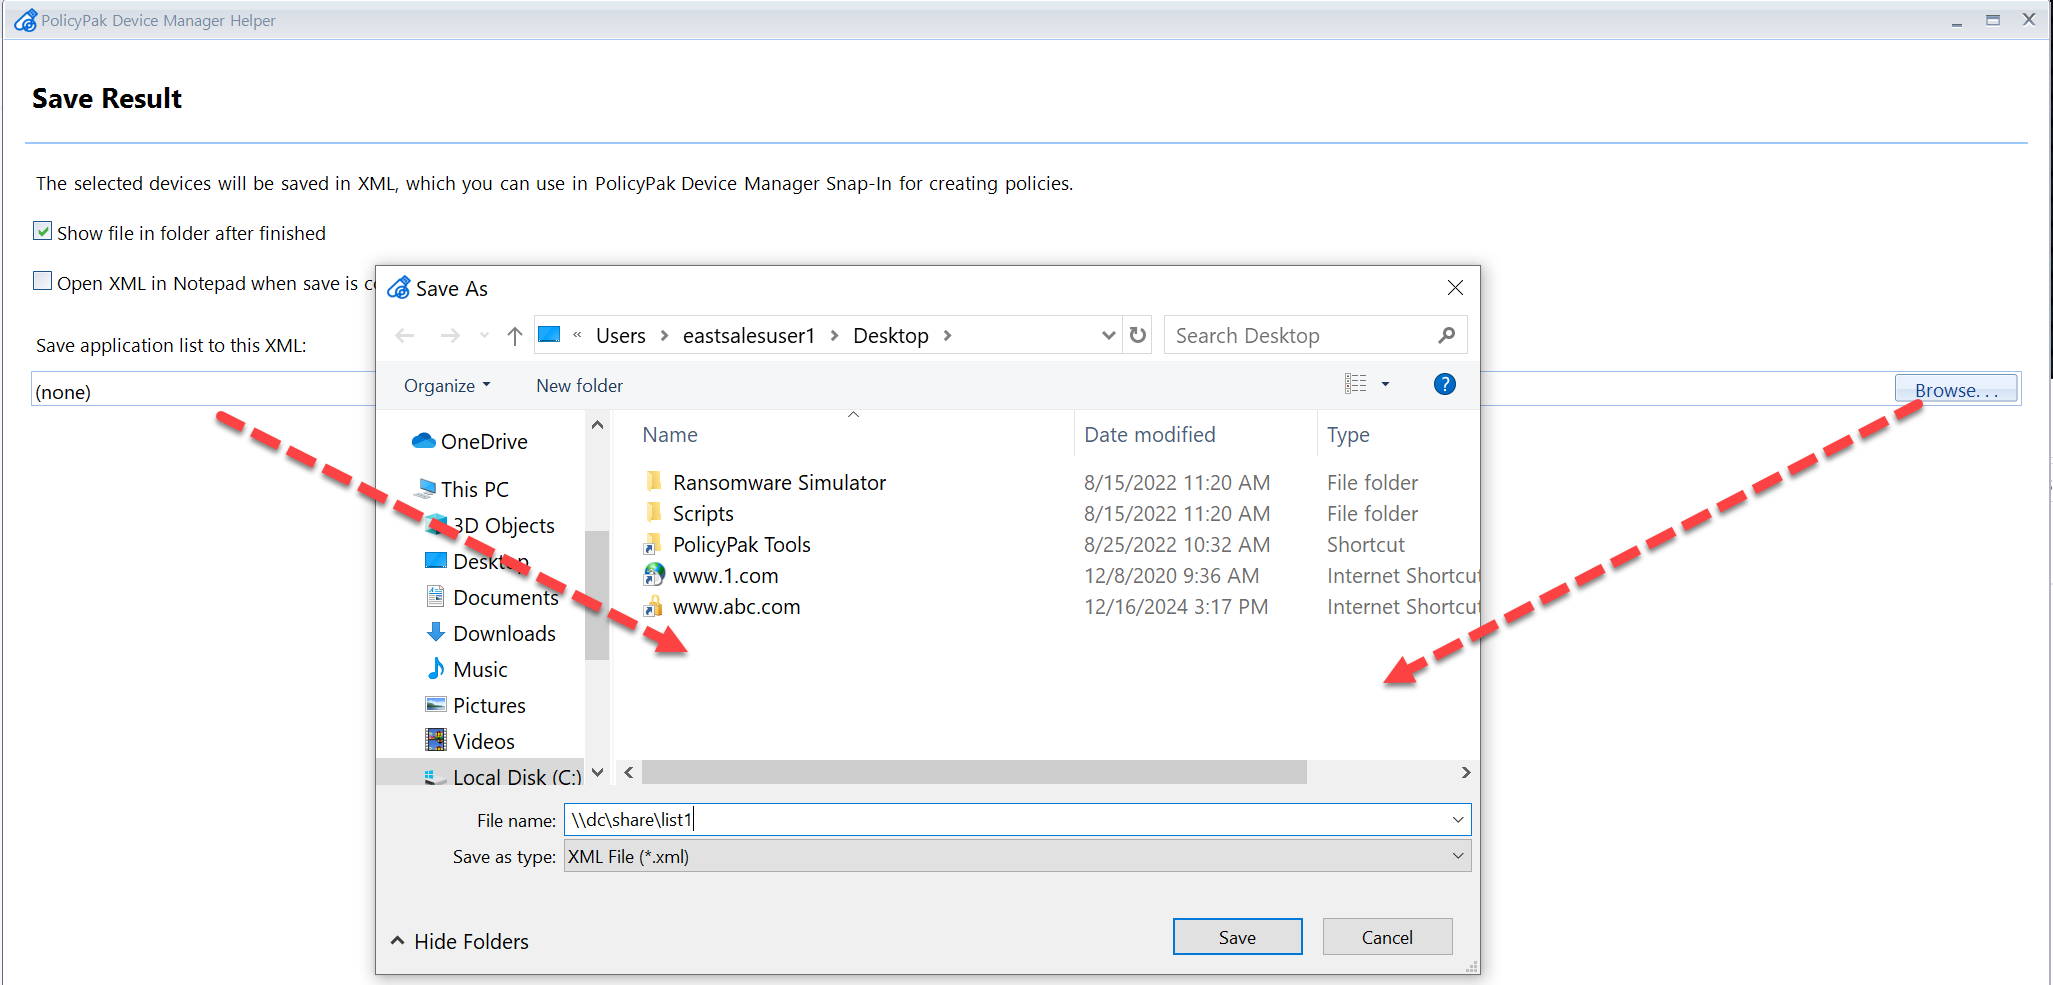 PolicyPak Device Manager Helper
Save Result
The selected devices will be saved in XML, which you can use in PolicyPak Device Manager Snap-In for creating policies.
Show file in folder after finished
Open XML in Notepad when save is c
Save application list to this XML:
(none)
Browse. . .
Save As
« Users > eastsalesuser1 > Desktop >
Search Desktop
Organize
New folder
?
OneDrive
This PC
3D Objects
Desktop
Documents
Downloads
Music
Pictures
Videos
Local Disk (C:)
Name Date modified Type
Ransomware Simulator 8/15/2022 11:20 AM File folder
Scripts 8/15/2022 11:20 AM File folder
PolicyPak Tools 8/25/2022 10:32 AM Shortcut
www.1.com 12/8/2020 9:36 AM Internet Shortcut
www.abc.com 12/16/2024 3:17 PM Internet Shortcut
File name: \\dc\share\list1
Save as type: XML File (*.xml)
Hide Folders
Save
Cancel